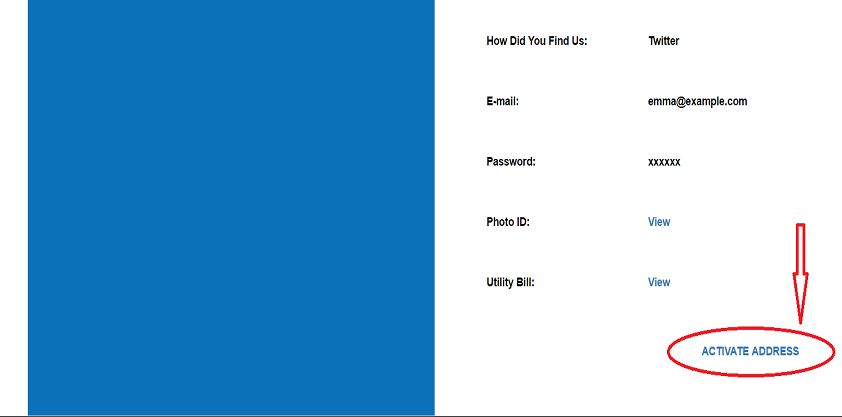 How Did You Find Us: Twitter
E-mail: emma@example.com
Password: xxxxxx
Photo ID: View
Utility Bill: View
ACTIVATE ADDRESS